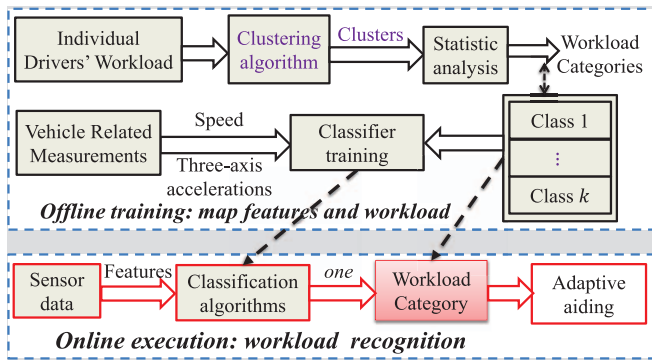 Individual
Drivers' Workload
Clustering
algorithm
Clusters
Statistic
analysis
Workload
Categories
Vehicle Related
Measurements
Speed
Three-axis
accelerations
Classifier
training
Class 1
...
Class k
Offline training: map features and workload
Sensor
data
Features
Classification
algorithms
one
Workload
Category
Adaptive
aiding
Online execution: workload recognition